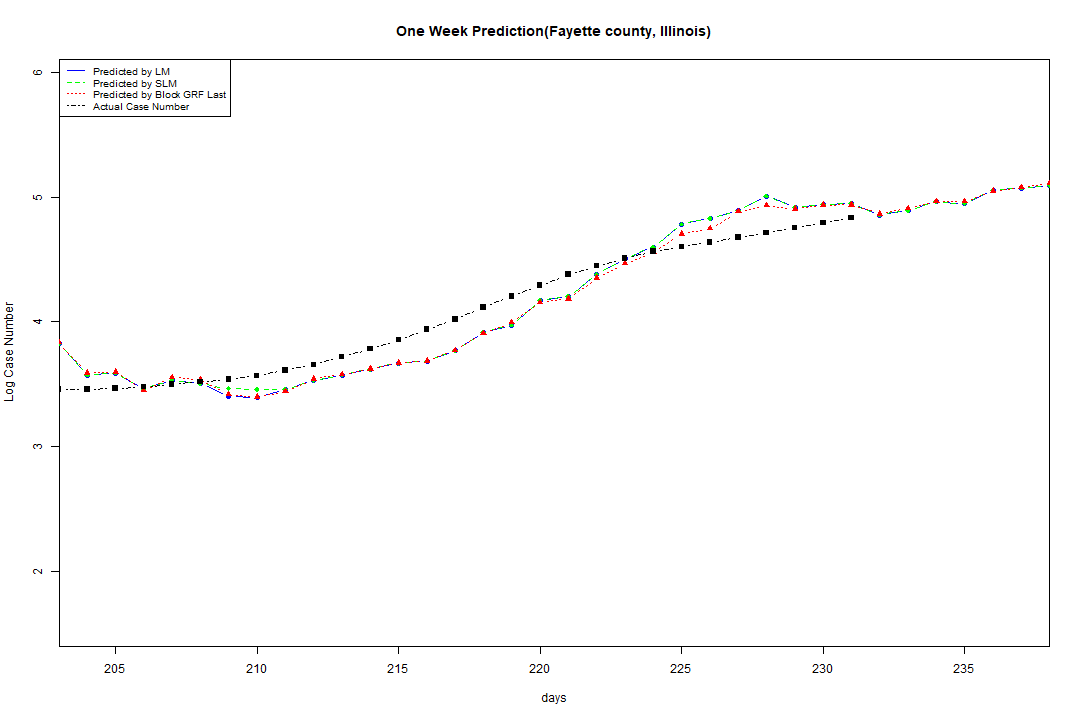 One Week Prediction(Fayette county, Illinois)
Predicted by LM
Predicted by SLM
Predicted by Block GRF Last
Actual Case Number
6
5
4
3
2
Log Case Number
205 210 215 220 225 230 235
days